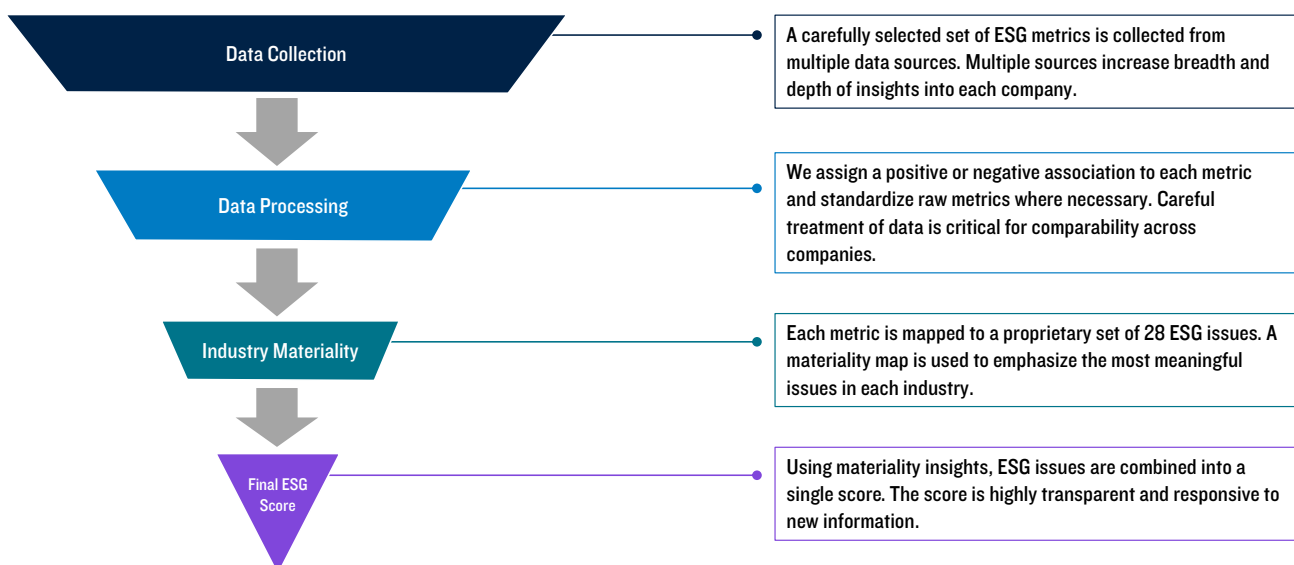 Data Collection
A carefully selected set of ESG metrics is collected from
multiple data sources. Multiple sources increase breadth and
depth of insights into each company.
Data Processing
We assign a positive or negative association to each metric
and standardize raw metrics where necessary. Careful
treatment of data is critical for comparability across
companies.
Industry Materiality
Each metric is mapped to a proprietary set of 28 ESG issues. A
materiality map is used to emphasize the most meaningful
issues in each industry.
Final ESG
Score
Using materiality insights, ESG issues are combined into a
single score. The score is highly transparent and responsive to
new information.